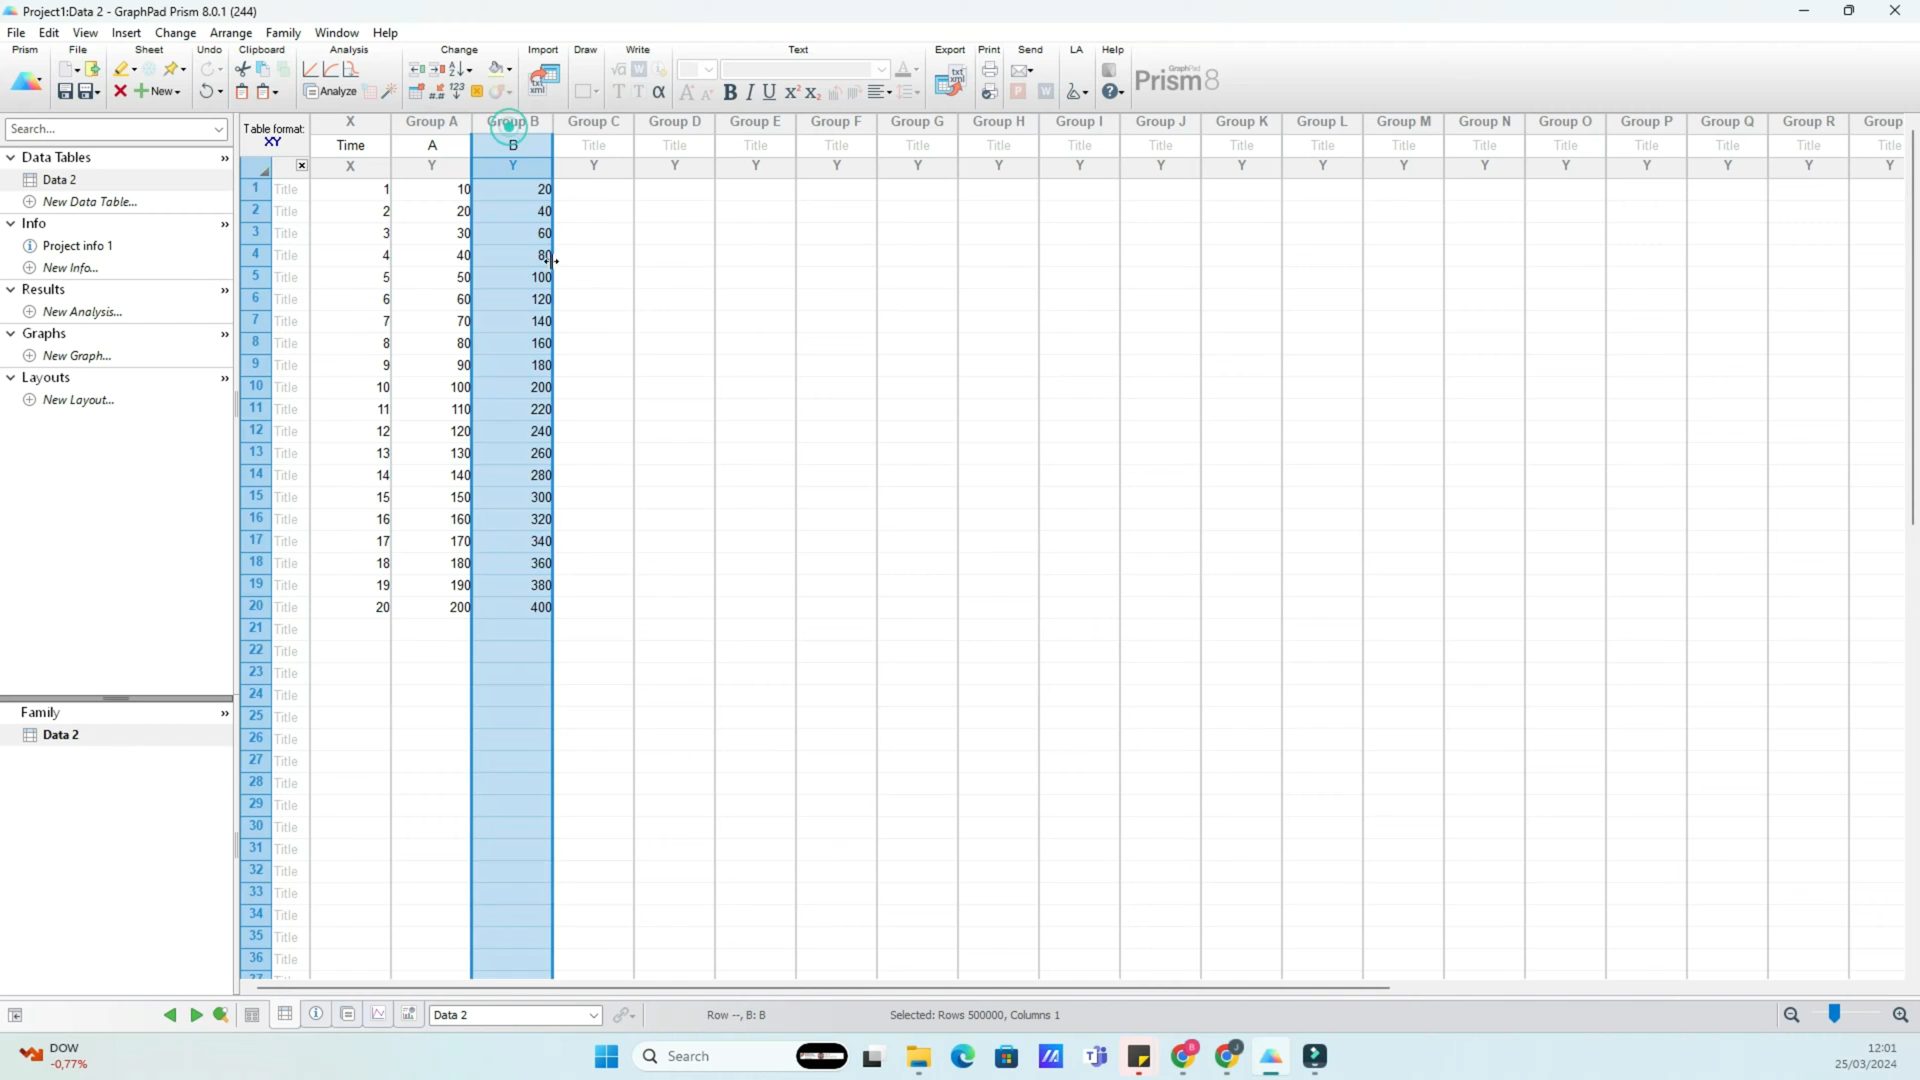 Project1:Data 2 - GraphPad Prism 8.0.1 (244)
File Edit View Insert Change Arrange Family Window Help
Prism File Sheet Undo Clipboard Analysis Change Import Draw Write Text Export Print Send LA Help
New
Analyze
GraphPad
Prism8
Search...
Data Tables
Data 2
New Data Table...
Info
Project info 1
New Info...
Results
New Analysis...
Graphs
New Graph...
Layouts
New Layout...
Family
Data 2
Table format:
XY
X Group A Group B Group C Group D Group E Group F Group G Group H Group I Group J Group K Group L Group M Group N Group O Group P Group Q Group R Group
Time A B Title Title Title Title Title Title Title Title Title Title Title Title Title Title Title Title Title
X Y Y Y Y Y Y Y Y Y Y Y Y Y Y Y Y Y Y Y
1 Title 1 10 20
2 Title 2 20 40
3 Title 3 30 60
4 Title 4 40 80
5 Title 5 50 100
6 Title 6 60 120
7 Title 7 70 140
8 Title 8 80 160
9 Title 9 90 180
10 Title 10 100 200
11 Title 11 110 220
12 Title 12 120 240
13 Title 13 130 260
14 Title 14 140 280
15 Title 15 150 300
16 Title 16 160 320
17 Title 17 170 340
18 Title 18 180 360
19 Title 19 190 380
20 Title 20 200 400
21 Title
22 Title
23 Title
24 Title
25 Title
26 Title
27 Title
28 Title
29 Title
30 Title
31 Title
32 Title
33 Title
34 Title
35 Title
36 Title
Data 2
Row --, B: B
Selected: Rows 500000, Columns 1
DOW
-0,77%
Search
12:01
25/03/2024